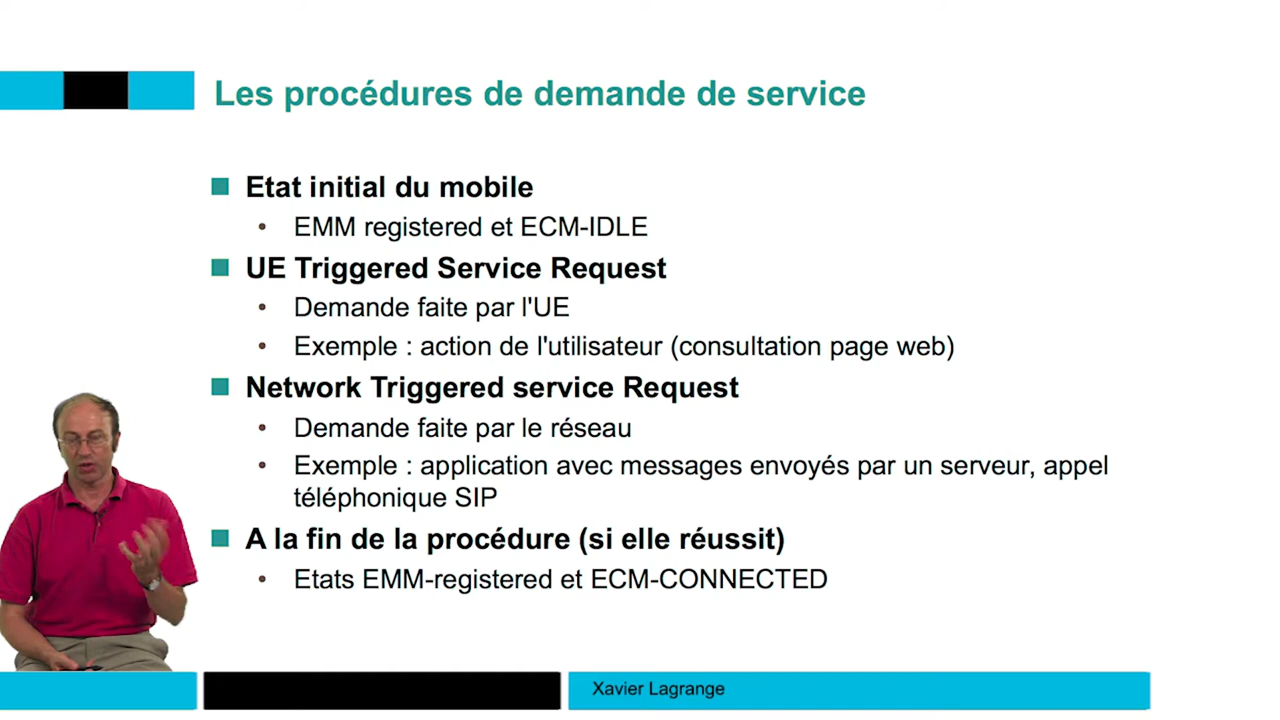 Les procédures de demande de service
Etat initial du mobile
EMM registered et ECM-IDLE
UE Triggered Service Request
Demande faite par l'UE
Exemple : action de l'utilisateur (consultation page web)
Network Triggered service Request
Demande faite par le réseau
Exemple : application avec messages envoyés par un serveur, appel
téléphonique SIP
A la fin de la procédure (si elle réussit)
Etats EMM-registered et ECM-CONNECTED
Xavier Lagrange